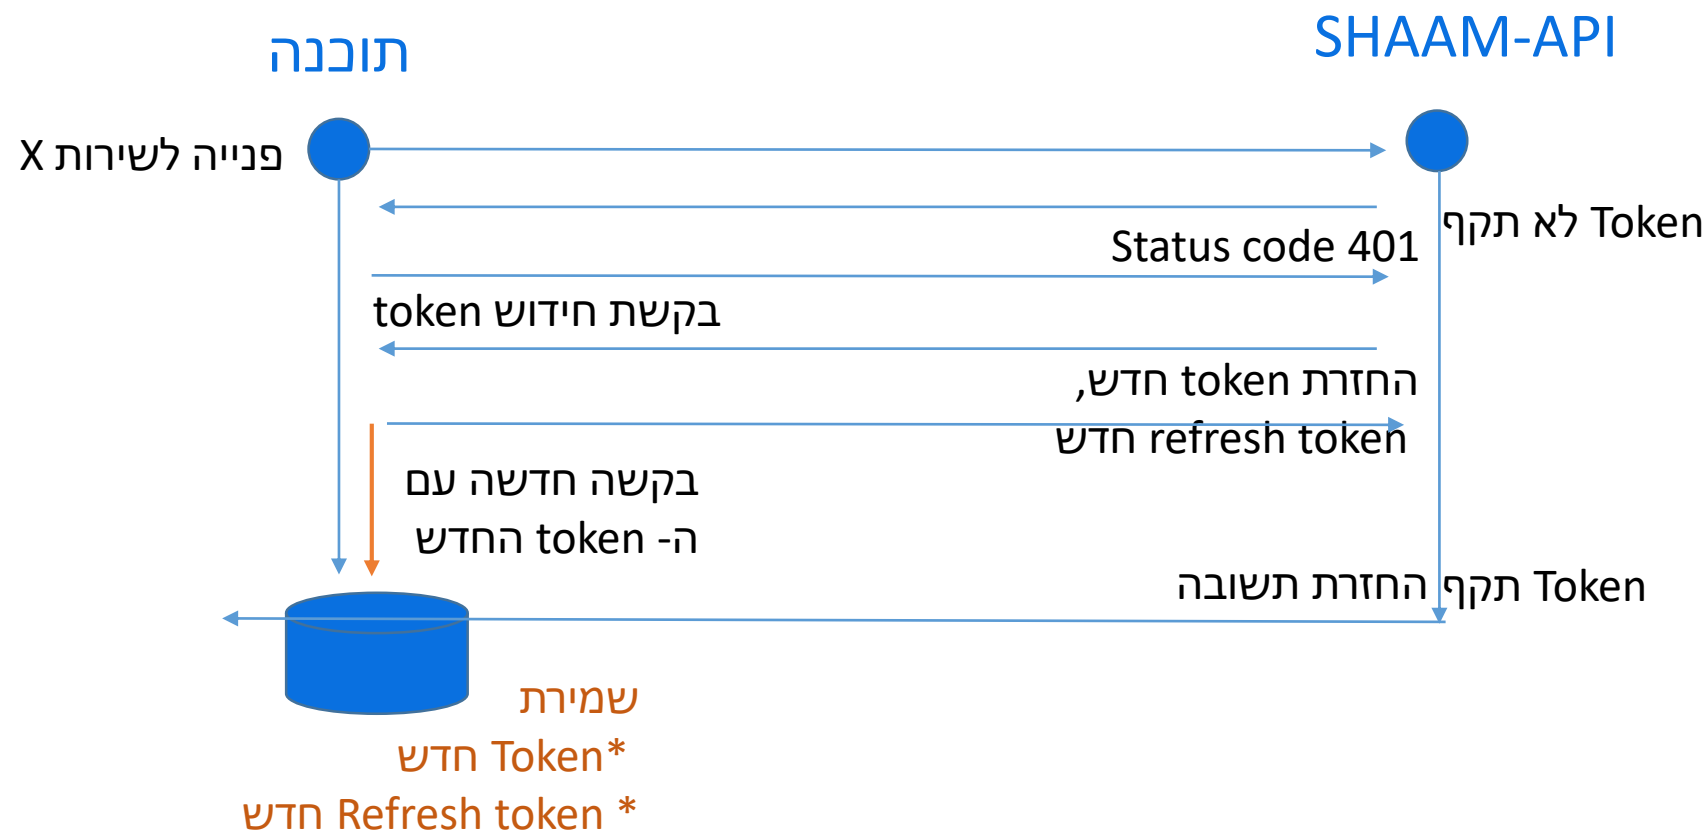 תוכנה
SHAAM-API
פנייה לשירות X
Token לא תקף
Status code 401
בקשת חידוש token
החזרת token חדש,
refresh token חדש
בקשה חדשה עם
ה- token החדש
Token תקף
החזרת תשובה
שמירת
*Token חדש
* Refresh token חדש